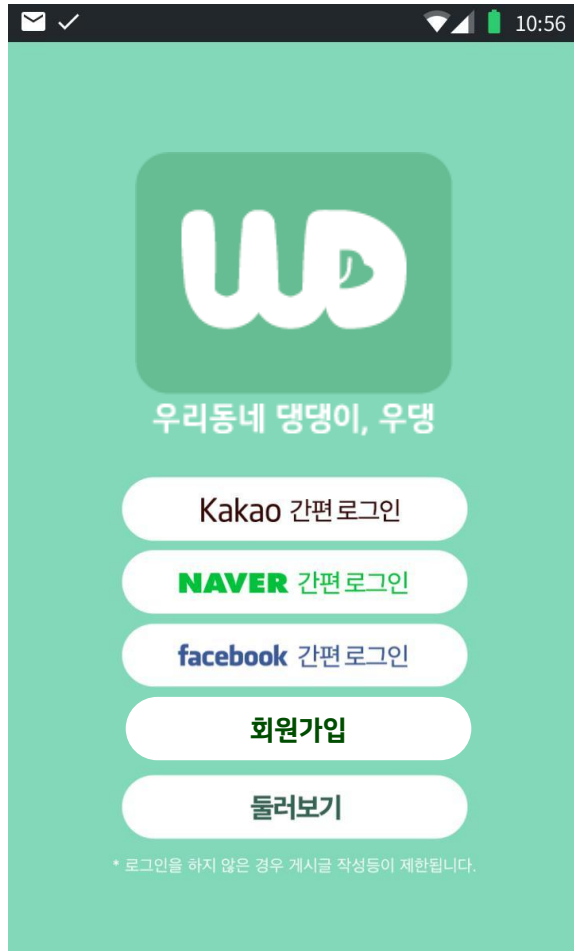 10:56
WD
우리동네 댕댕이, 우댕
Kakao 간편로그인
NAVER 간편로그인
facebook 간편로그인
회원가입
둘러보기
* 로그인을 하지 않은 경우 게시글 작성등이 제한됩니다.